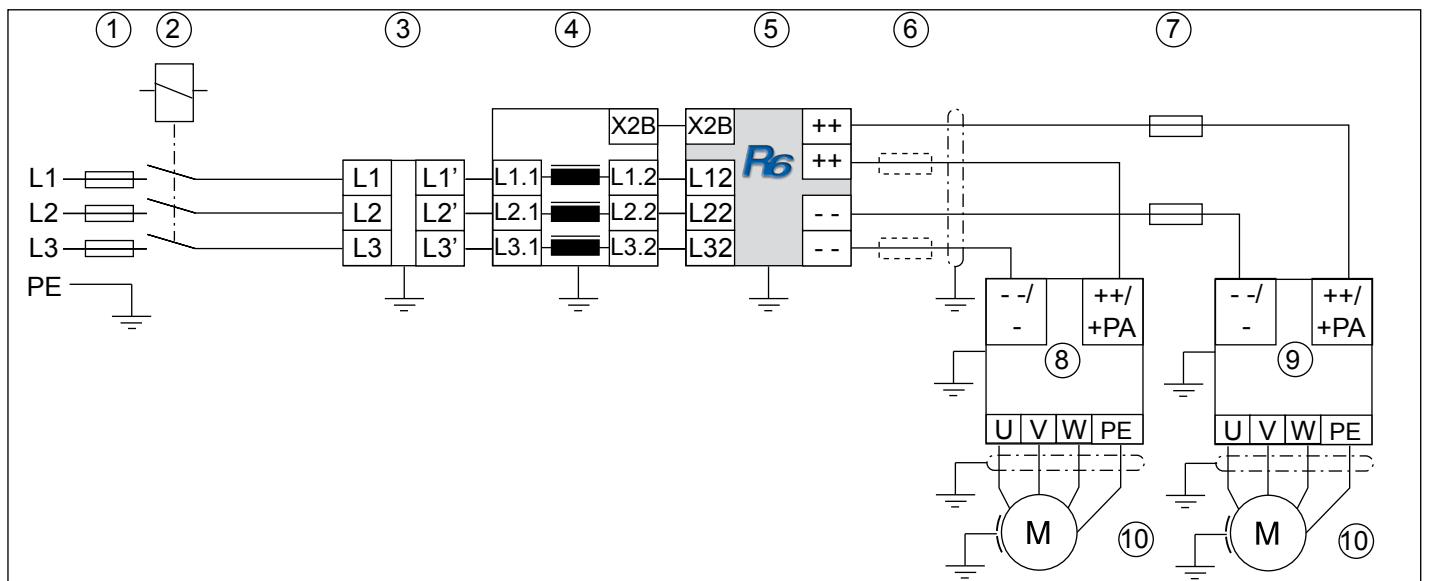 ① ② ③ ④ ⑤ ⑥ ⑦
X2B X2B ++
R6 ++
L1 L1 L1' L1.1 L1.2 L12
L2 L2 L2' L2.1 L2.2 L22 - -
L3 L3 L3' L3.1 L3.2 L32 - -
PE
- -/ ++/ - -/ ++/
- +PA - +PA
⑧ ⑨
U V W PE U V W PE
M ⑩ M ⑩